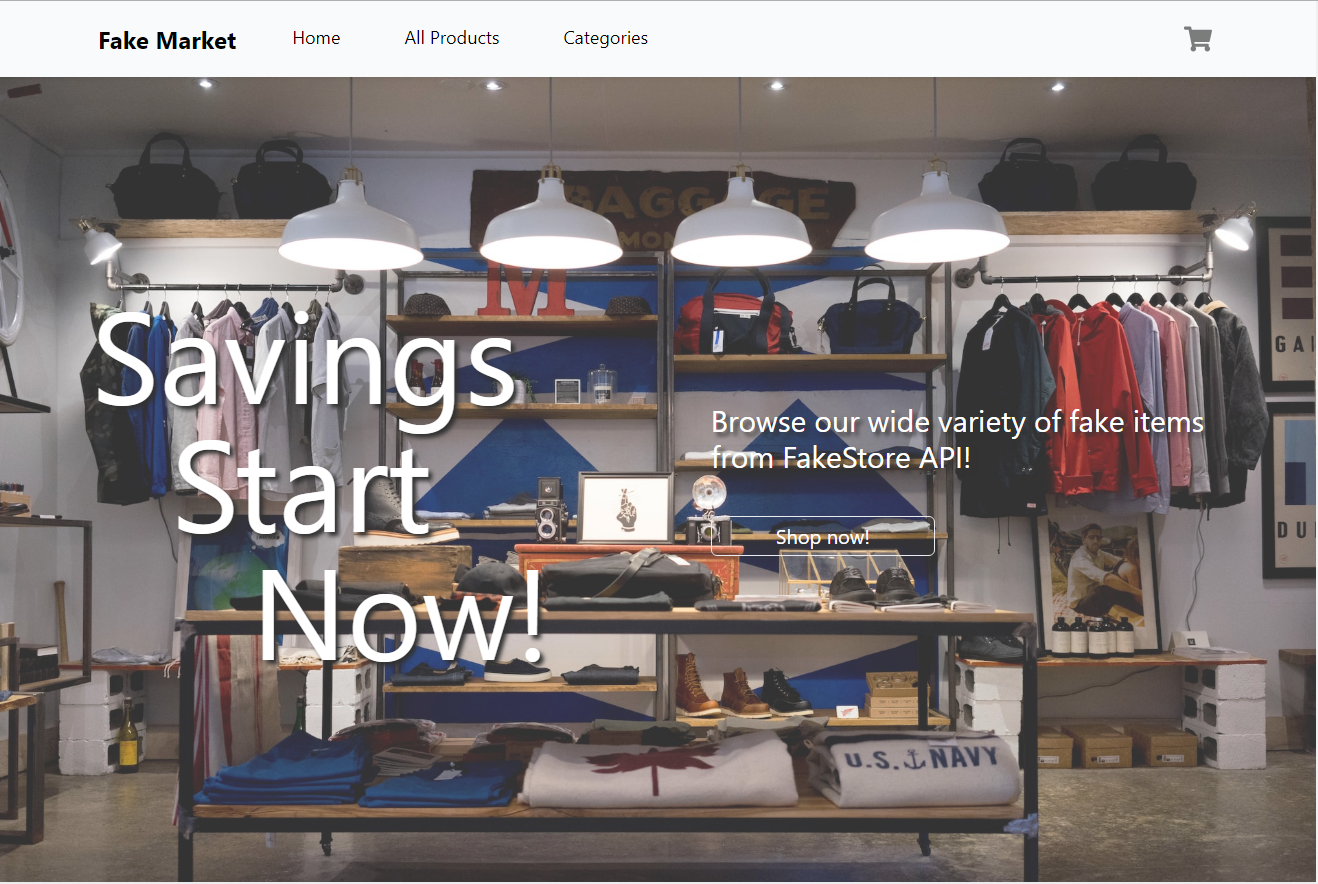 Fake Market
Home
All Products
Categories
BAGGAGE
M
GA
Savings
Start
Now!
Browse our wide variety of fake items
from FakeStore API!
Shop now!
DU
U.S. NAVY